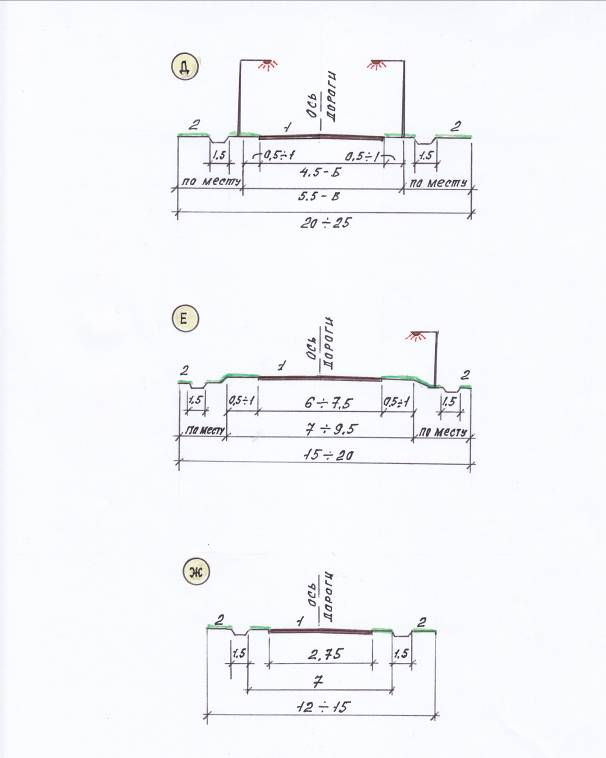 Д
ОСЬ
ДОРОГИ
2 1 2
1.5 0,5÷1 0,5÷1 1.5
4.5-Б
по месту по месту
5.5-В
20÷25
Е
ОСЬ
ДОРОГИ
2 1 2
1.5 0,5÷1 6÷7.5 0,5÷1 1.5
по месту 7÷9.5 по месту
15÷20
Ж
ОСЬ
ДОРОГИ
2 1 2
1.5 2,75 1.5
7
12÷15